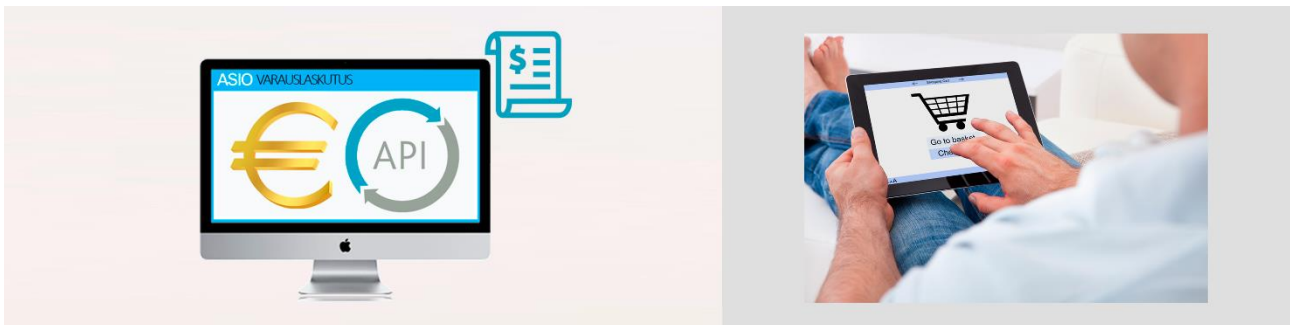 ASIO VARAUSLASKUTUS
$
€
API
Go to basket